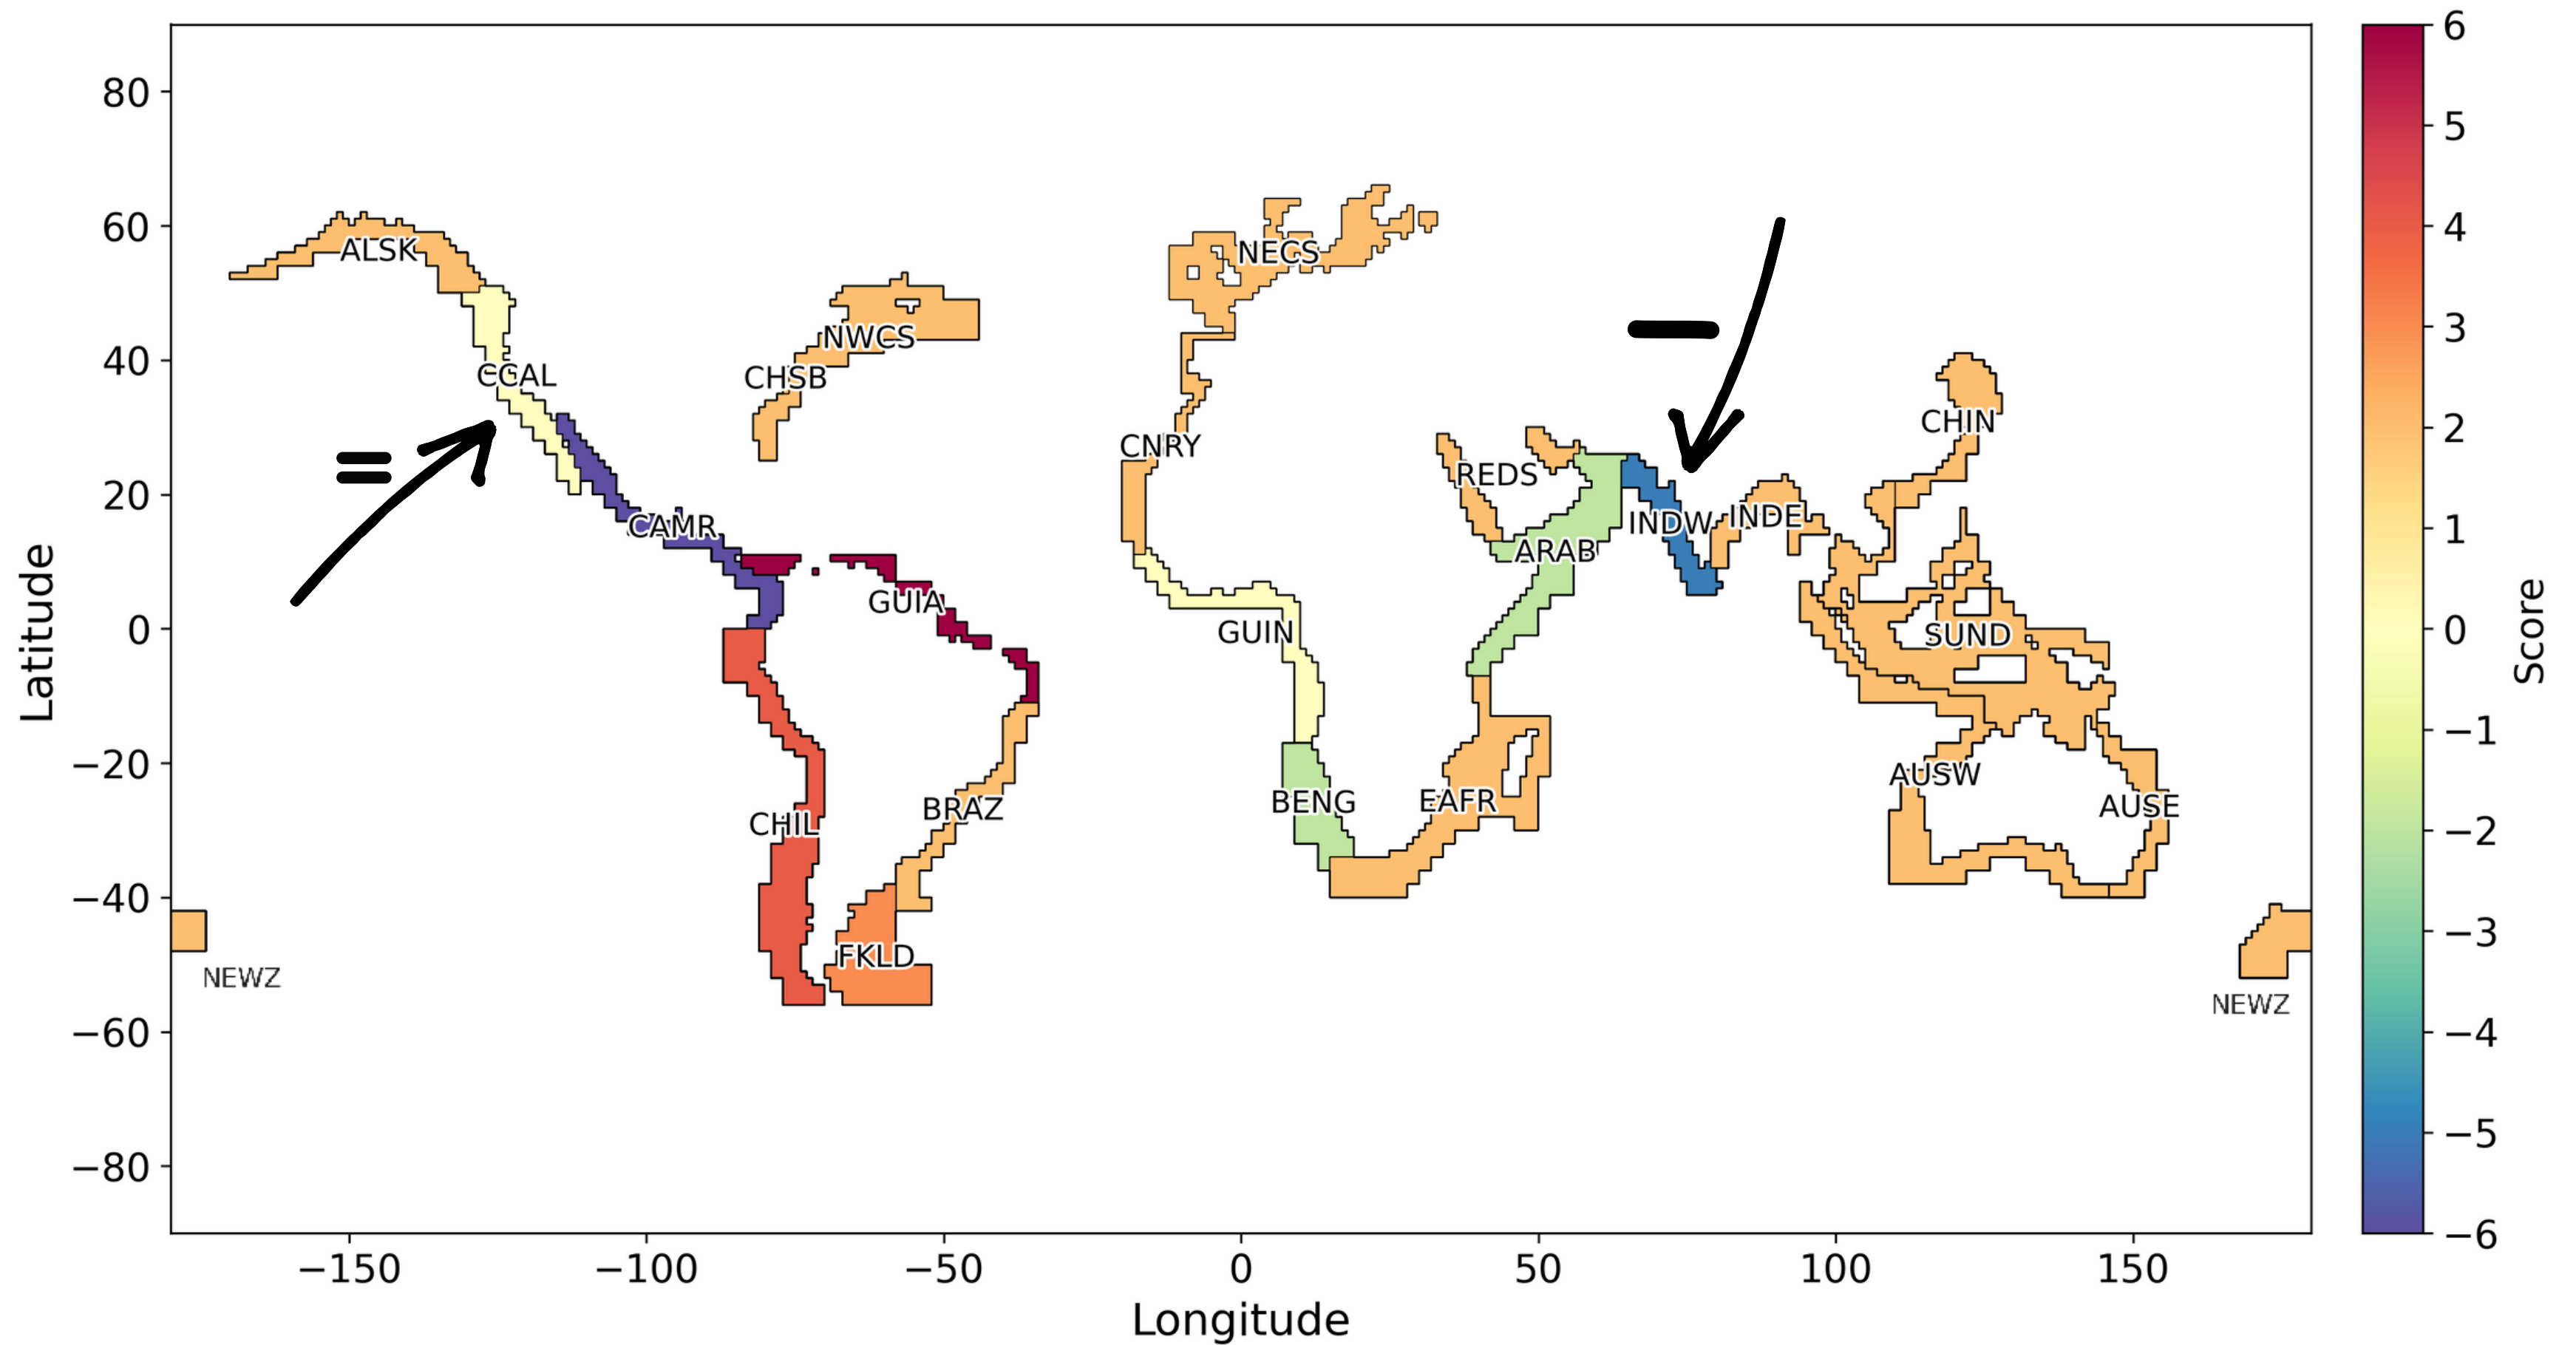 80
60
40
20
0
−20
−40
−60
−80
Latitude
−150
−100
−50
0
50
100
150
Longitude
ALSK
CCAL
CAMR
NWCS
CHSB
GUIA
CHIL
BRAZ
FKLD
NEWZ
NECS
CNRY
GUIN
BENG
EAFR
REDS
ARAB
INDW
INDE
CHIN
SUND
AUSW
AUSE
NEWZ
=
−
6
5
4
3
2
1
0
−1
−2
−3
−4
−5
−6
Score